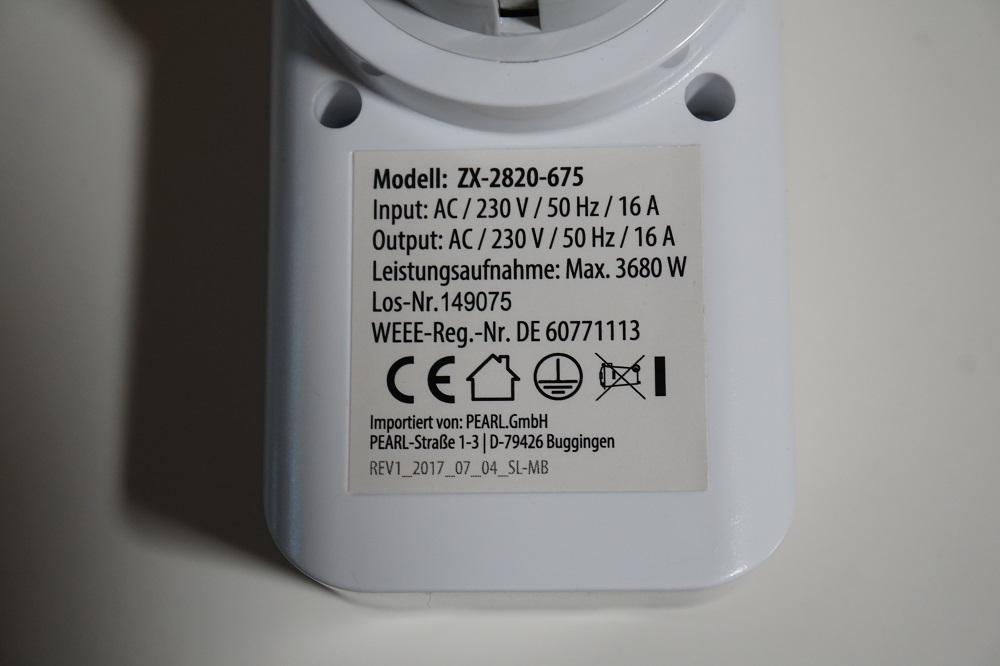 Modell: ZX-2820-675
Input: AC / 230 V / 50 Hz / 16 A
Output: AC / 230 V / 50 Hz / 16 A
Leistungsaufnahme: Max. 3680 W
Los-Nr.149075
WEEE-Reg.-Nr. DE 60771113
CE
Importiert von: PEARL.GmbH
PEARL-Straße 1-3 | D-79426 Buggingen
REV1_2017_07_04_SL-MB